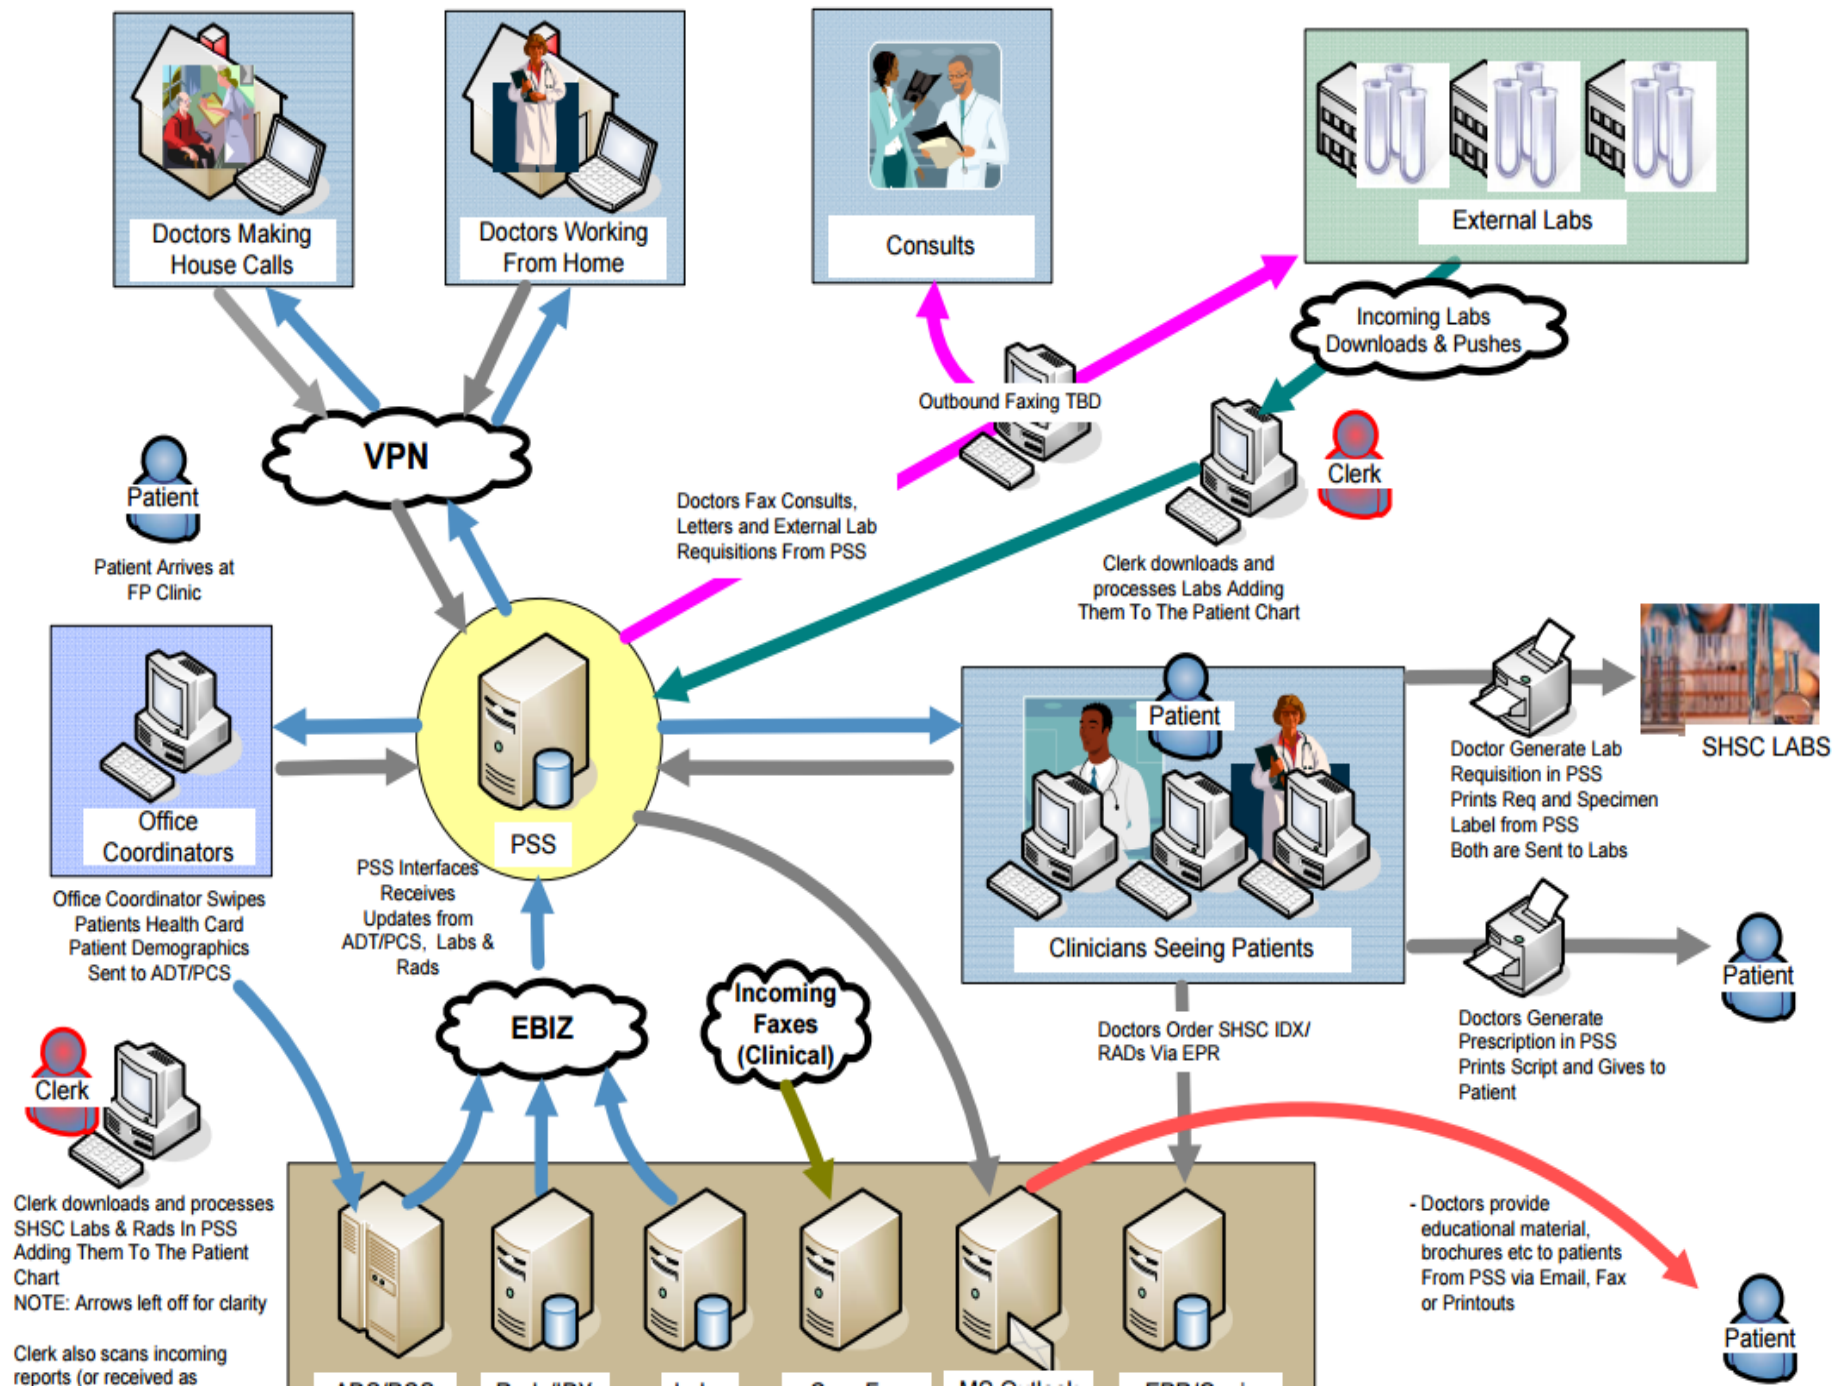 Doctors Making
House Calls
Doctors Working
From Home
Consults
External Labs
Incoming Labs
Downloads & Pushes
Outbound Faxing TBD
VPN
Patient
Clerk
Patient Arrives at
FP Clinic
Doctors Fax Consults,
Letters and External Lab
Requisitions From PSS
Clerk downloads and
processes Labs Adding
Them To The Patient Chart
Patient
SHSC LABS
Doctor Generate Lab
Requisition in PSS
Prints Req and Specimen
Label from PSS
Both are Sent to Labs
Office
Coordinators
PSS
Clinicians Seeing Patients
Office Coordinator Swipes
Patients Health Card
Patient Demographics
Sent to ADT/PCS
PSS Interfaces
Receives
Updates from
ADT/PCS, Labs &
Rads
EBIZ
Incoming
Faxes
(Clinical)
Doctors Order SHSC IDX/
RADs Via EPR
Patient
Doctors Generate
Prescription in PSS
Prints Script and Gives to
Patient
Clerk
Clerk downloads and processes
SHSC Labs & Rads In PSS
Adding Them To The Patient
Chart
NOTE: Arrows left off for clarity
Clerk also scans incoming
reports (or received as
- Doctors provide
educational material,
brochures etc to patients
From PSS via Email, Fax
or Printouts
Patient
MS Outlook